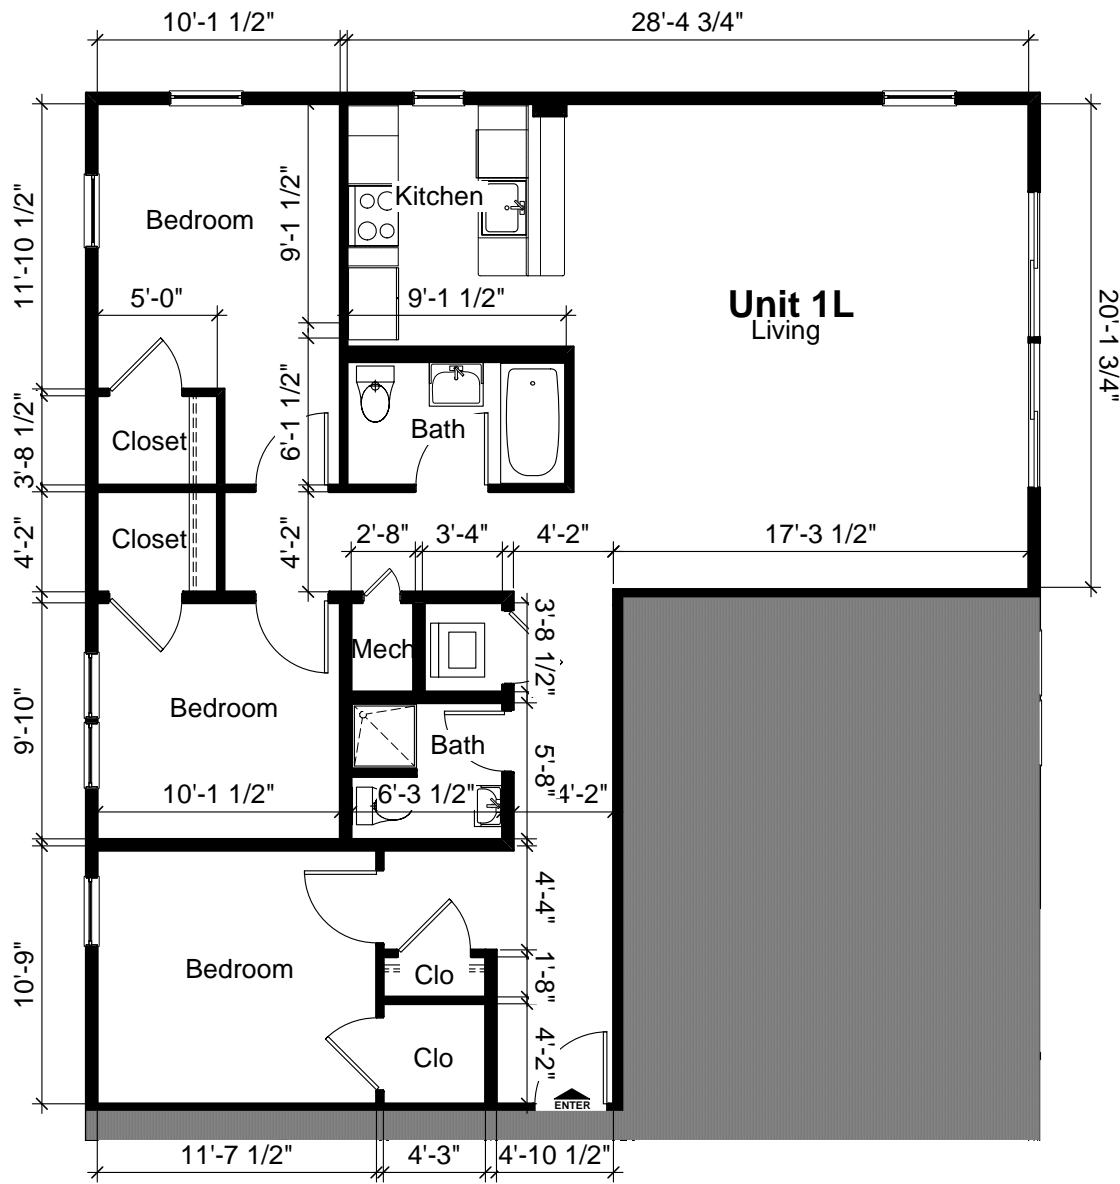 10'-1 1/2"
28'-4 3/4"
11'-10 1/2"
9'-1 1/2"
Kitchen
Bedroom
5'-0"
9'-1 1/2"
Unit 1L
Living
20'-1 3/4"
6'-1 1/2"
3'-8 1/2"
Closet
Bath
4'-2"
Closet
4'-2"
2'-8"
3'-4"
4'-2"
17'-3 1/2"
3'-8 1/2"
Mech
9'-10"
Bedroom
Bath
5'-8"
10'-1 1/2"
6'-3 1/2"
4'-2"
4'-4"
10'-9"
Bedroom
Clo
1'-8"
Clo
4'-2"
ENTER
11'-7 1/2"
4'-3"
4'-10 1/2"